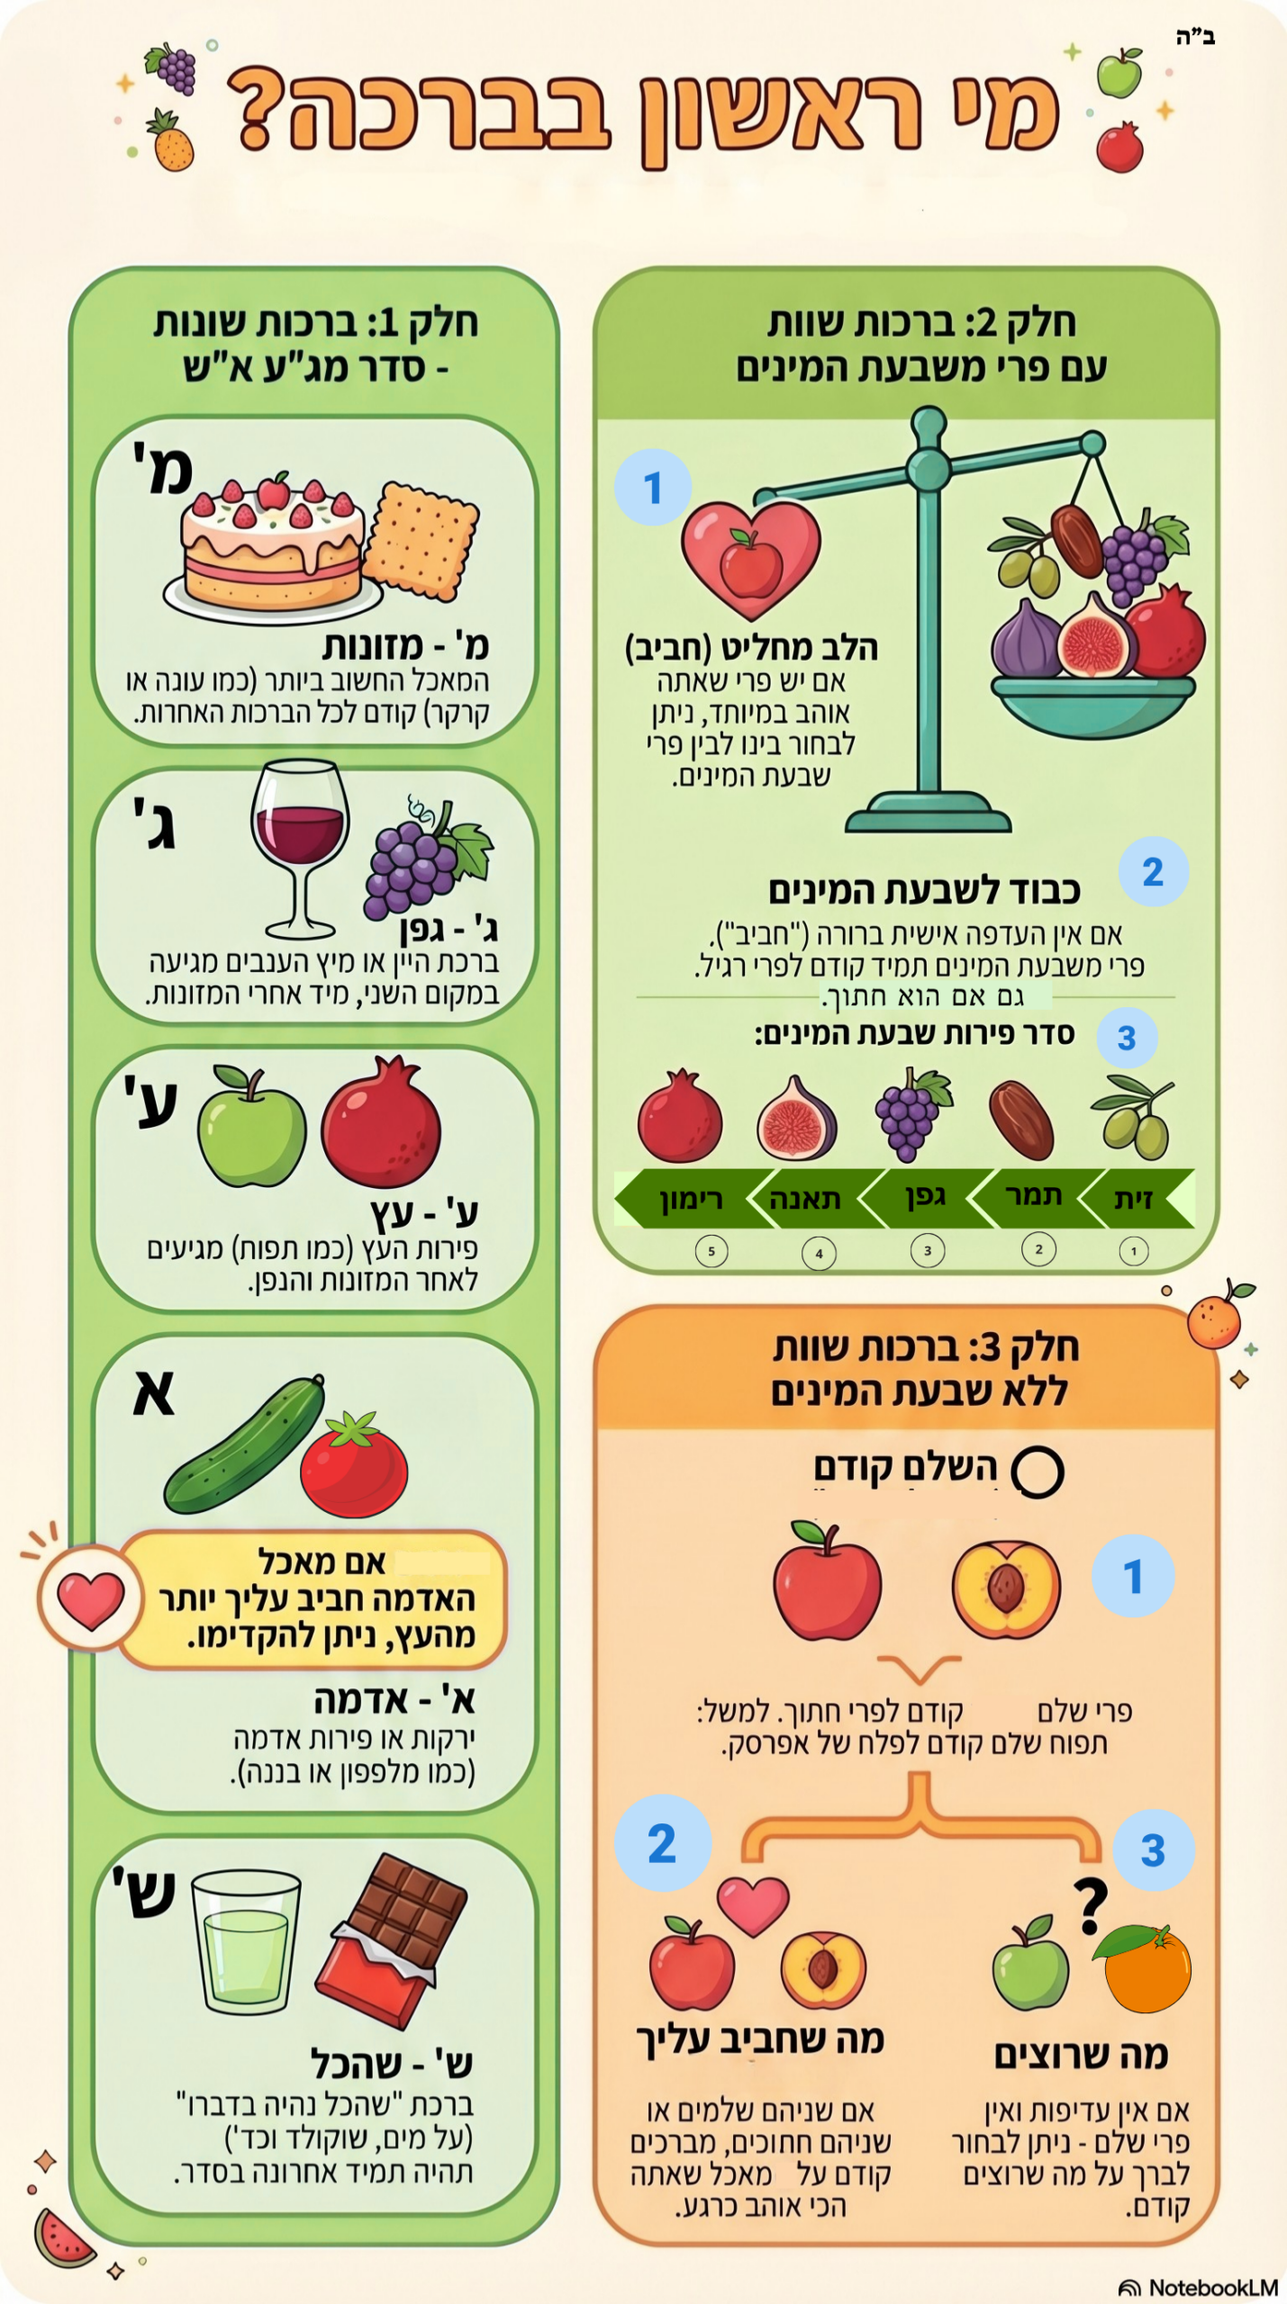 ב"ה
מי ראשון בברכה?
חלק 1: ברכות שונות
- סדר מג"ע א"ש
מ'
מ' - מזונות
המאכל החשוב ביותר (כמו עוגה או
קרקר) קודם לכל הברכות האחרות.
ג'
ג' - גפן
ברכת היין או מיץ הענבים מגיעה
במקום השני, מיד אחרי המזונות.
ע'
ע' - עץ
פירות העץ (כמו תפוח) מגיעים
לאחר המזונות והגפן.
א
אם מאכל
האדמה חביב עליך יותר
מהעץ, ניתן להקדימו.
א' - אדמה
ירקות או פירות אדמה
(כמו מלפפון או בננה).
ש'
ש' - שהכל
ברכת "שהכל נהיה בדברו"
(על מים, שוקולד וכד')
תהיה תמיד אחרונה בסדר.
חלק 2: ברכות שוות
עם פרי משבעת המינים
1
הלב מחליט (חביב)
אם יש פרי שאתה
אוהב במיוחד, ניתן
לבחור בינו לבין פרי
שבעת המינים.
2
כבוד לשבעת המינים
אם אין העדפה אישית ברורה ("חביב"),
פרי משבעת המינים תמיד קודם לפרי רגיל.
גם אם הוא חתוך.
3
סדר פירות שבעת המינים:
זית תמר גפן תאנה רימון
1 2 3 4 5
חלק 3: ברכות שוות
ללא שבעת המינים
השלם קודם
1
פרי שלם קודם לפרי חתוך. למשל:
תפוח שלם קודם לפלח של אפרסק.
2
מה שחביב עליך
אם שניהם שלמים או
שניהם חתוכים, מברכים
קודם על מאכל שאתה
הכי אוהב כרגע.
3
?
מה שרוצים
אם אין עדיפות ואין
פרי שלם - ניתן לבחור
לברך על מה שרוצים
קודם.
NotebookLM